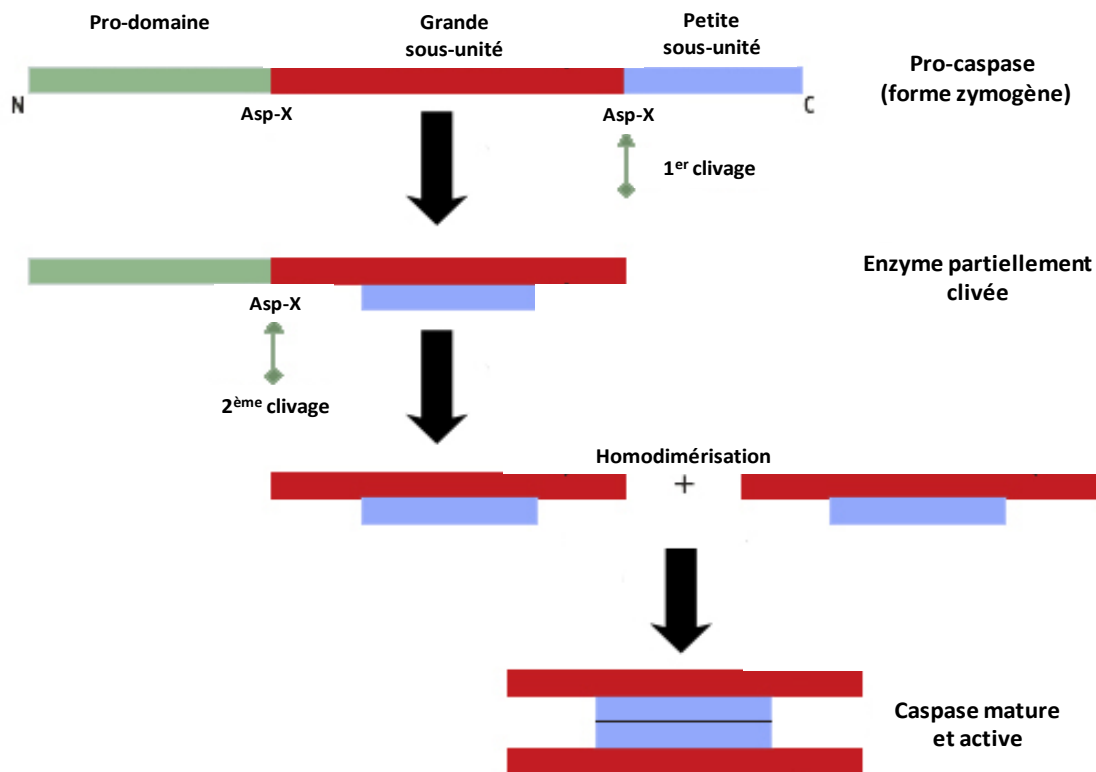 Pro-domaine
Grande
sous-unité
Petite
sous-unité
Pro-caspase
(forme zymogène)
N
C
Asp-X
Asp-X
1er clivage
Enzyme partiellement
clivée
Asp-X
2ème clivage
Homodimérisation
+
Caspase mature
et active